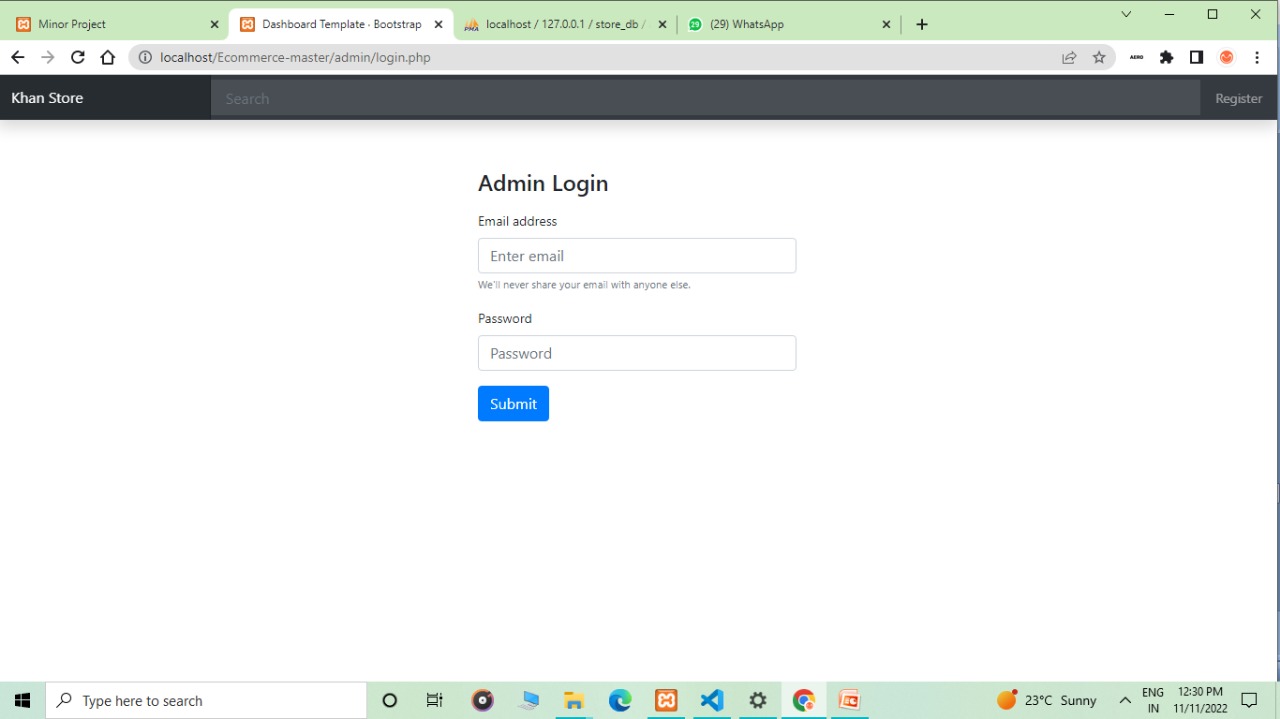 Minor Project
Dashboard Template · Bootstrap
localhost / 127.0.0.1 / store_db /
(29) WhatsApp
localhost/Ecommerce-master/admin/login.php
AERO
Khan Store
Search
Register
Admin Login
Email address
Enter email
We'll never share your email with anyone else.
Password
Password
Submit
Type here to search
23°C Sunny
ENG
IN
12:30 PM
11/11/2022